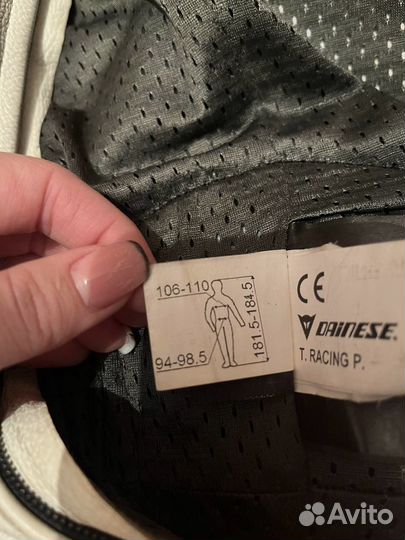 106-110
94-98.5
181.5-184.5
CE
DAINESE
T. RACING P.
Avito